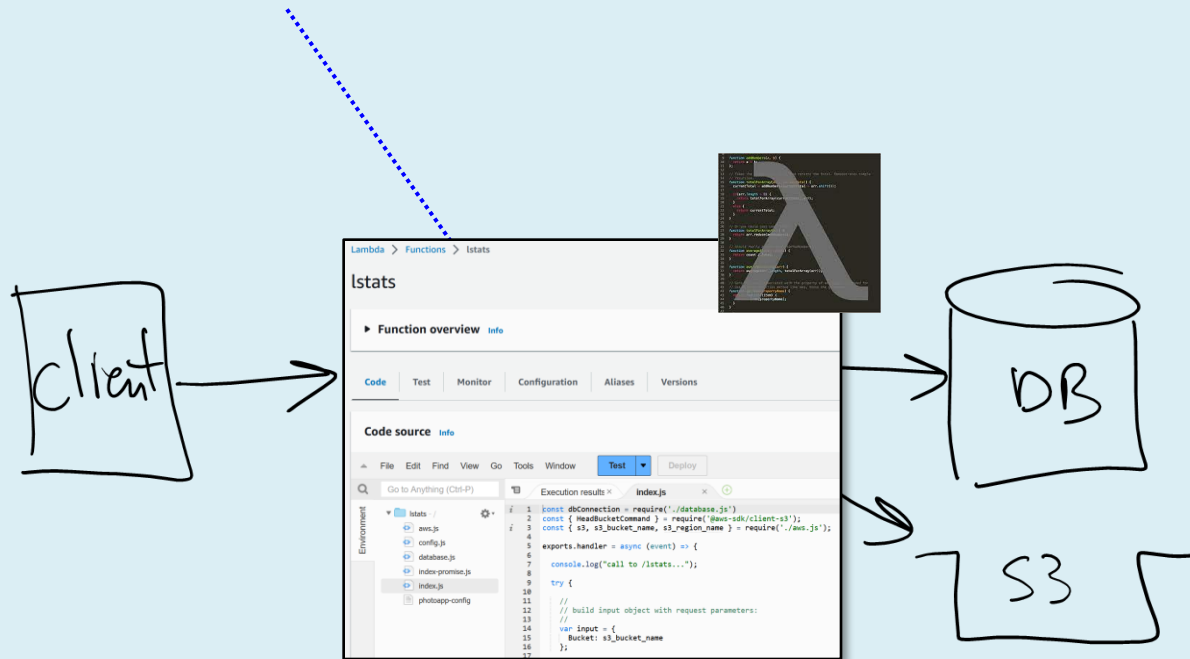 Lambda > Functions > lstats
lstats
Function overview Info
Code Test Monitor Configuration Aliases Versions
Code source Info
File Edit Find View Go Tools Window Test Deploy
Go to Anything (Ctrl-P)
Execution results × index.js ×
Environment
lstats /
aws.js
config.js
database.js
index-promise.js
index.js
photoapp-config
1 const dbConnection = require('./database.js')
2 const { HeadBucketCommand } = require('@aws-sdk/client-s3');
3 const { s3, s3_bucket_name, s3_region_name } = require('./aws.js');
4
5 exports.handler = async (event) => {
6
7 console.log("call to /lstats...");
8
9 try {
10
11 //
12 // build input object with request parameters:
13 //
14 var input = {
15 Bucket: s3_bucket_name
16 };
17
client
DB
S3